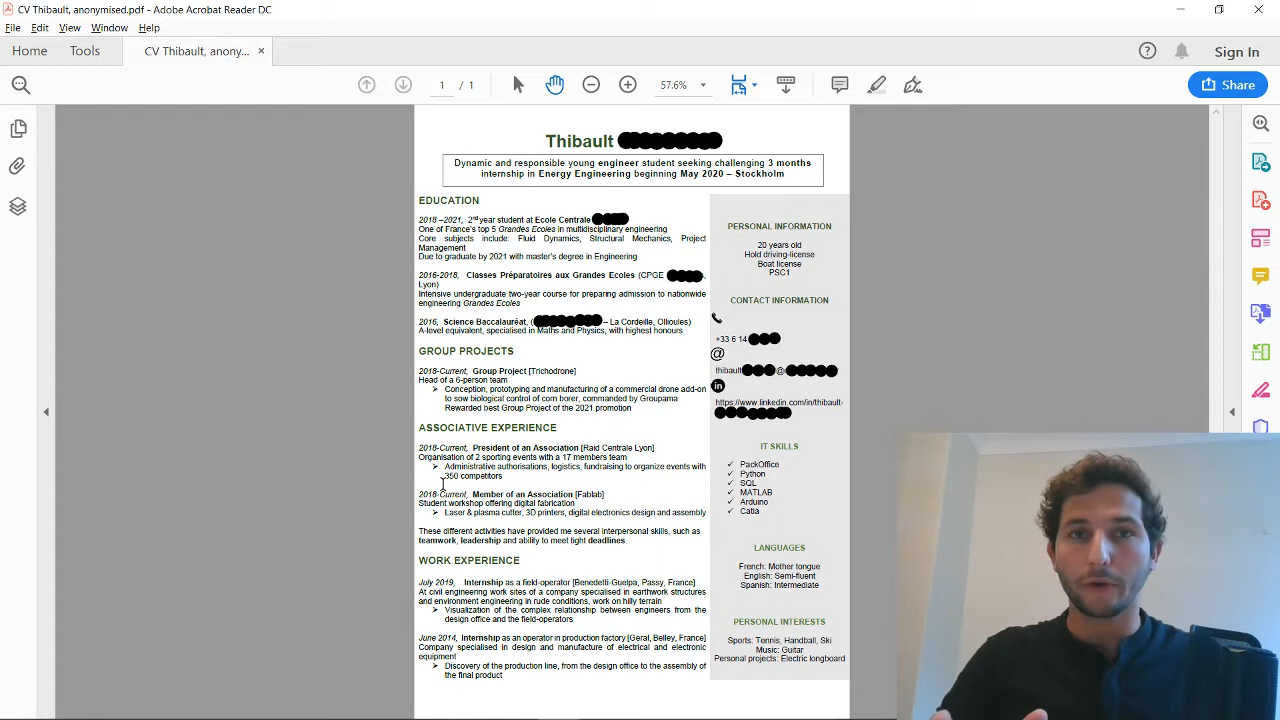 CV Thibault, anonymised.pdf - Adobe Acrobat Reader DC
File Edit View Window Help
Home Tools CV Thibault, anony... × Sign In
1 / 1 57.6% Share
Thibault
Dynamic and responsible young engineer student seeking challenging 3 months
internship in Energy Engineering beginning May 2020 – Stockholm
EDUCATION
2018 –2021, 2nd year student at Ecole Centrale
One of France's top 5 Grandes Ecoles in multidisciplinary engineering
Core subjects include: Fluid Dynamics, Structural Mechanics, Project
Management
Due to graduate by 2021 with master's degree in Engineering
2016-2018, Classes Préparatoires aux Grandes Ecoles (CPGE ,
Lyon)
Intensive undergraduate two-year course for preparing admission to nationwide
engineering Grandes Ecoles
2016, Science Baccalauréat, ( – La Cordeille, Ollioules)
A-level equivalent, specialised in Maths and Physics, with highest honours
GROUP PROJECTS
2018-Current, Group Project [Trichodrone]
Head of a 6-person team
➢ Conception, prototyping and manufacturing of a commercial drone add-on
to sow biological control of corn borer, commanded by Groupama
Rewarded best Group Project of the 2021 promotion
ASSOCIATIVE EXPERIENCE
2018-Current, President of an Association [Raid Centrale Lyon]
Organisation of 2 sporting events with a 17 members team
➢ Administrative authorisations, logistics, fundraising to organize events with
350 competitors
2018-Current, Member of an Association [Fablab]
Student workshop offering digital fabrication
➢ Laser & plasma cutter, 3D printers, digital electronics design and assembly
These different activities have provided me several interpersonal skills, such as
teamwork, leadership and ability to meet tight deadlines.
WORK EXPERIENCE
July 2019, Internship as a field-operator [Benedetti-Guelpa, Passy, France]
At civil engineering work sites of a company specialised in earthwork structures
and environment engineering in rude conditions, work on hilly terrain
➢ Visualization of the complex relationship between engineers from the
design office and the field-operators
June 2014, Internship as an operator in production factory [Geral, Belley, France]
Company specialised in design and manufacture of electrical and electronic
equipment
➢ Discovery of the production line, from the design office to the assembly of
the final product
PERSONAL INFORMATION
20 years old
Hold driving-license
Boat license
PSC1
CONTACT INFORMATION
+33 6 14
@
thibault @
in
https://www.linkedin.com/in/thibault-
IT SKILLS
✓ PackOffice
✓ Python
✓ SQL
✓ MATLAB
✓ Arduino
✓ Catia
LANGUAGES
French: Mother tongue
English: Semi-fluent
Spanish: Intermediate
PERSONAL INTERESTS
Sports: Tennis, Handball, Ski
Music: Guitar
Personal projects: Electric longboard